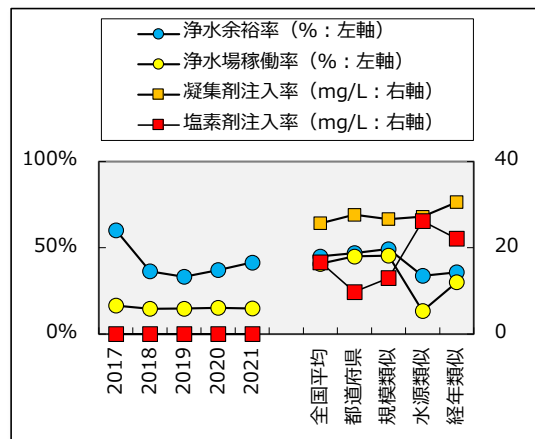 浄水余裕率（%：左軸）
浄水場稼働率（%：左軸）
凝集剤注入率（mg/L：右軸）
塩素剤注入率（mg/L：右軸）
100%
40
50%
20
0%
0
2017
2018
2019
2020
2021
全国平均
都道府県
規模類似
水源類似
経年類似